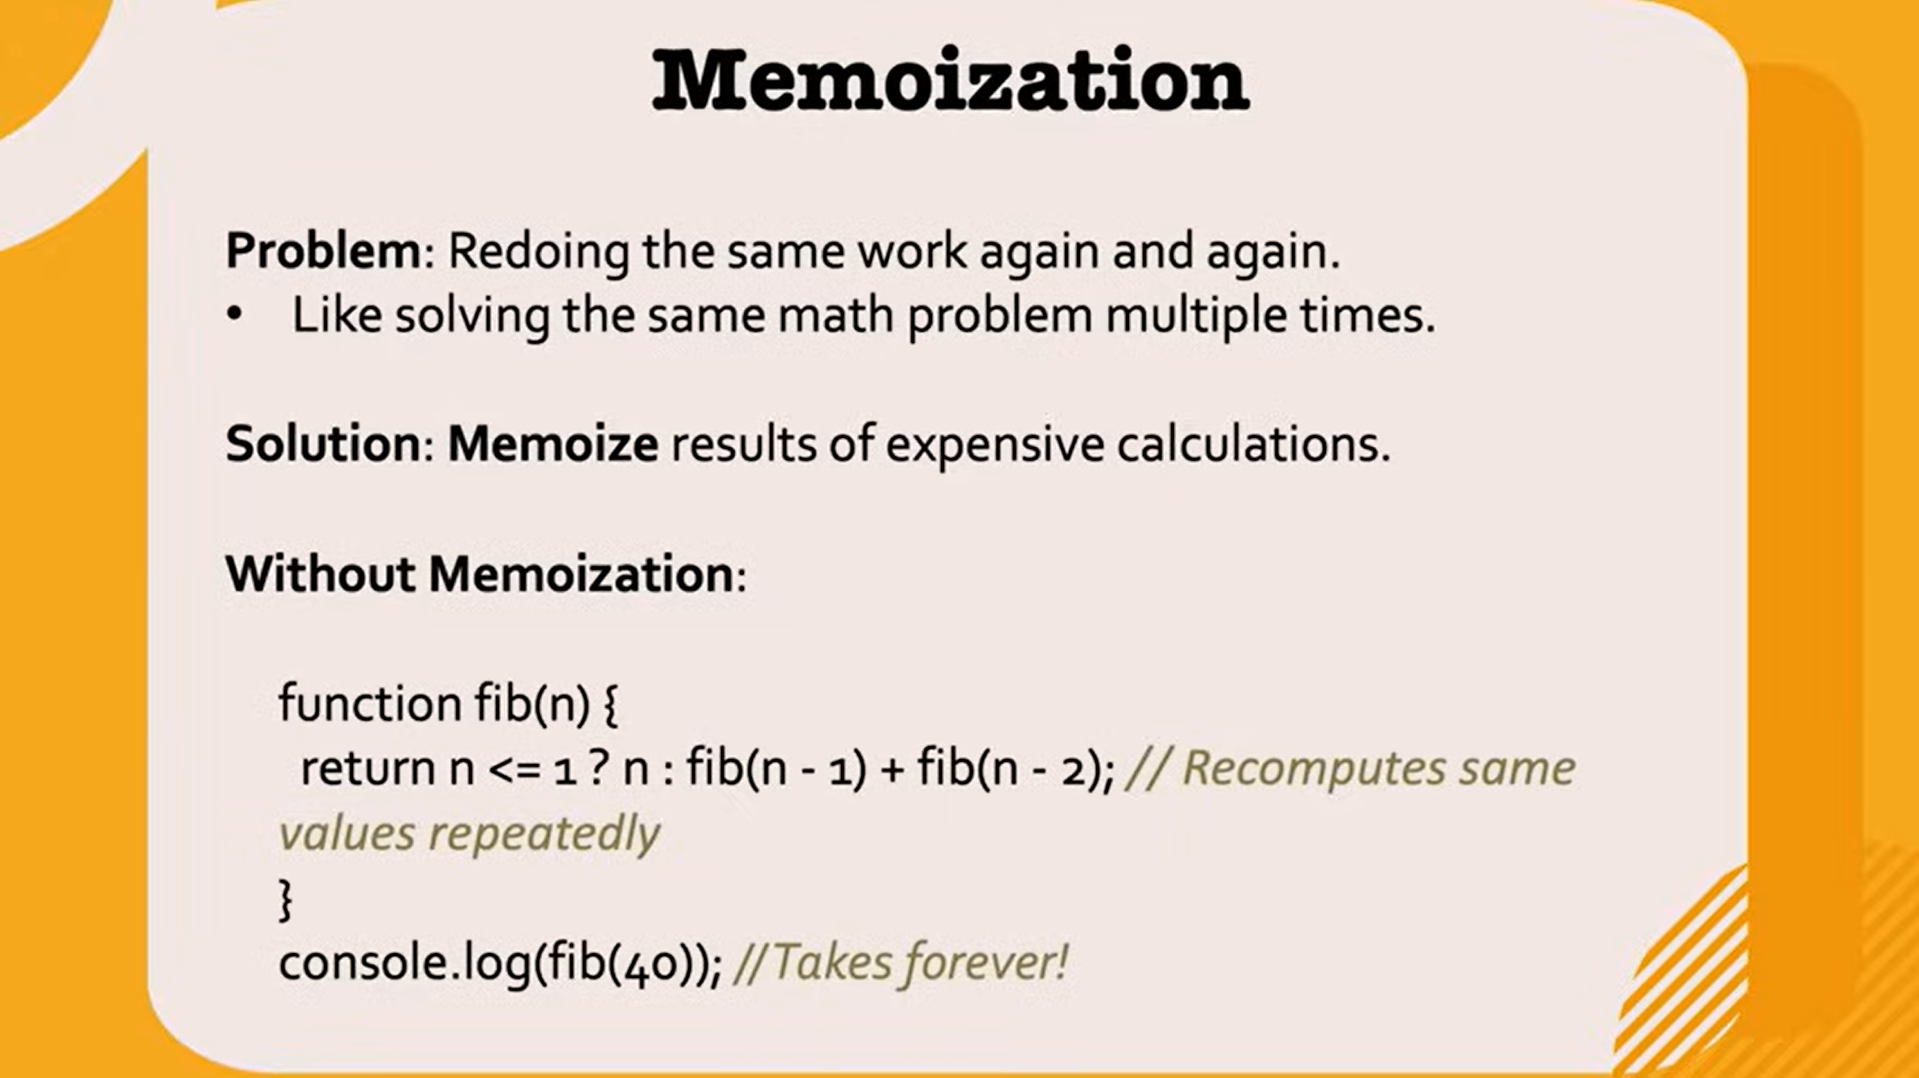 Memoization
Problem: Redoing the same work again and again.
• Like solving the same math problem multiple times.
Solution: Memoize results of expensive calculations.
Without Memoization:
function fib(n) {
return n <= 1 ? n : fib(n - 1) + fib(n - 2); // Recomputes same
values repeatedly
}
console.log(fib(40)); //Takes forever!